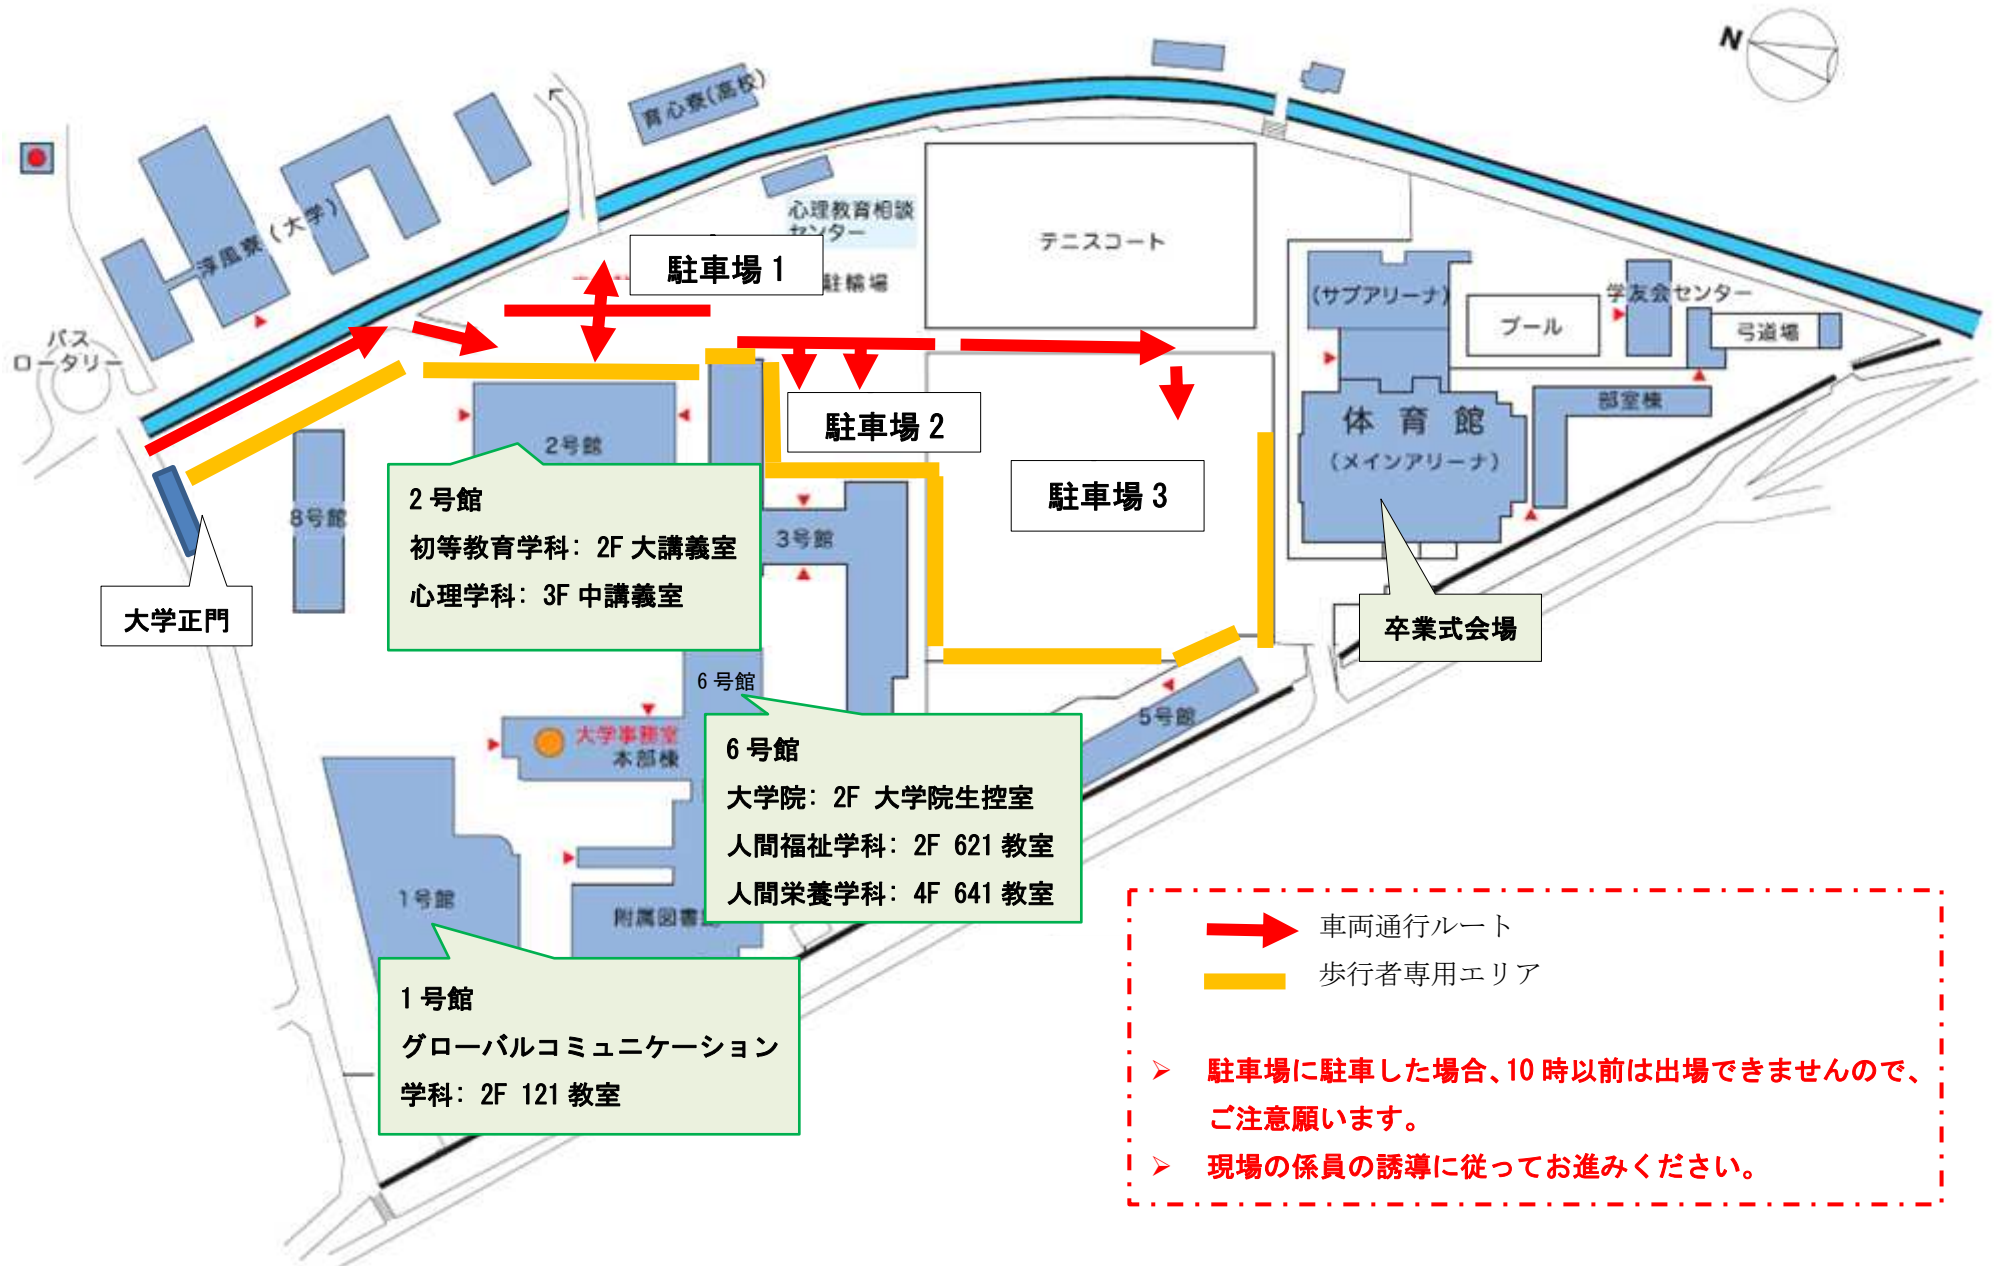 N
育心寮(高校)
淳風寮(大学)
心理教育相談
センター
駐車場 1
駐輪場
テニスコート
(サブアリーナ)
学友会センター
プール
弓道場
バス
ロータリー
体 育 館
(メインアリーナ)
部室棟
駐車場 2
駐車場 3
2号館
8号館
2 号館
初等教育学科: 2F 大講義室
心理学科: 3F 中講義室
3号館
大学正門
卒業式会場
6 号館
5号館
大学事務室
本部棟
6 号館
大学院: 2F 大学院生控室
人間福祉学科: 2F 621 教室
人間栄養学科: 4F 641 教室
1号館
附属図書
1 号館
グローバルコミュニケーション
学科: 2F 121 教室
車両通行ルート
歩行者専用エリア
➢ 駐車場に駐車した場合、10 時以前は出場できませんので、
ご注意願います。
➢ 現場の係員の誘導に従ってお進みください。